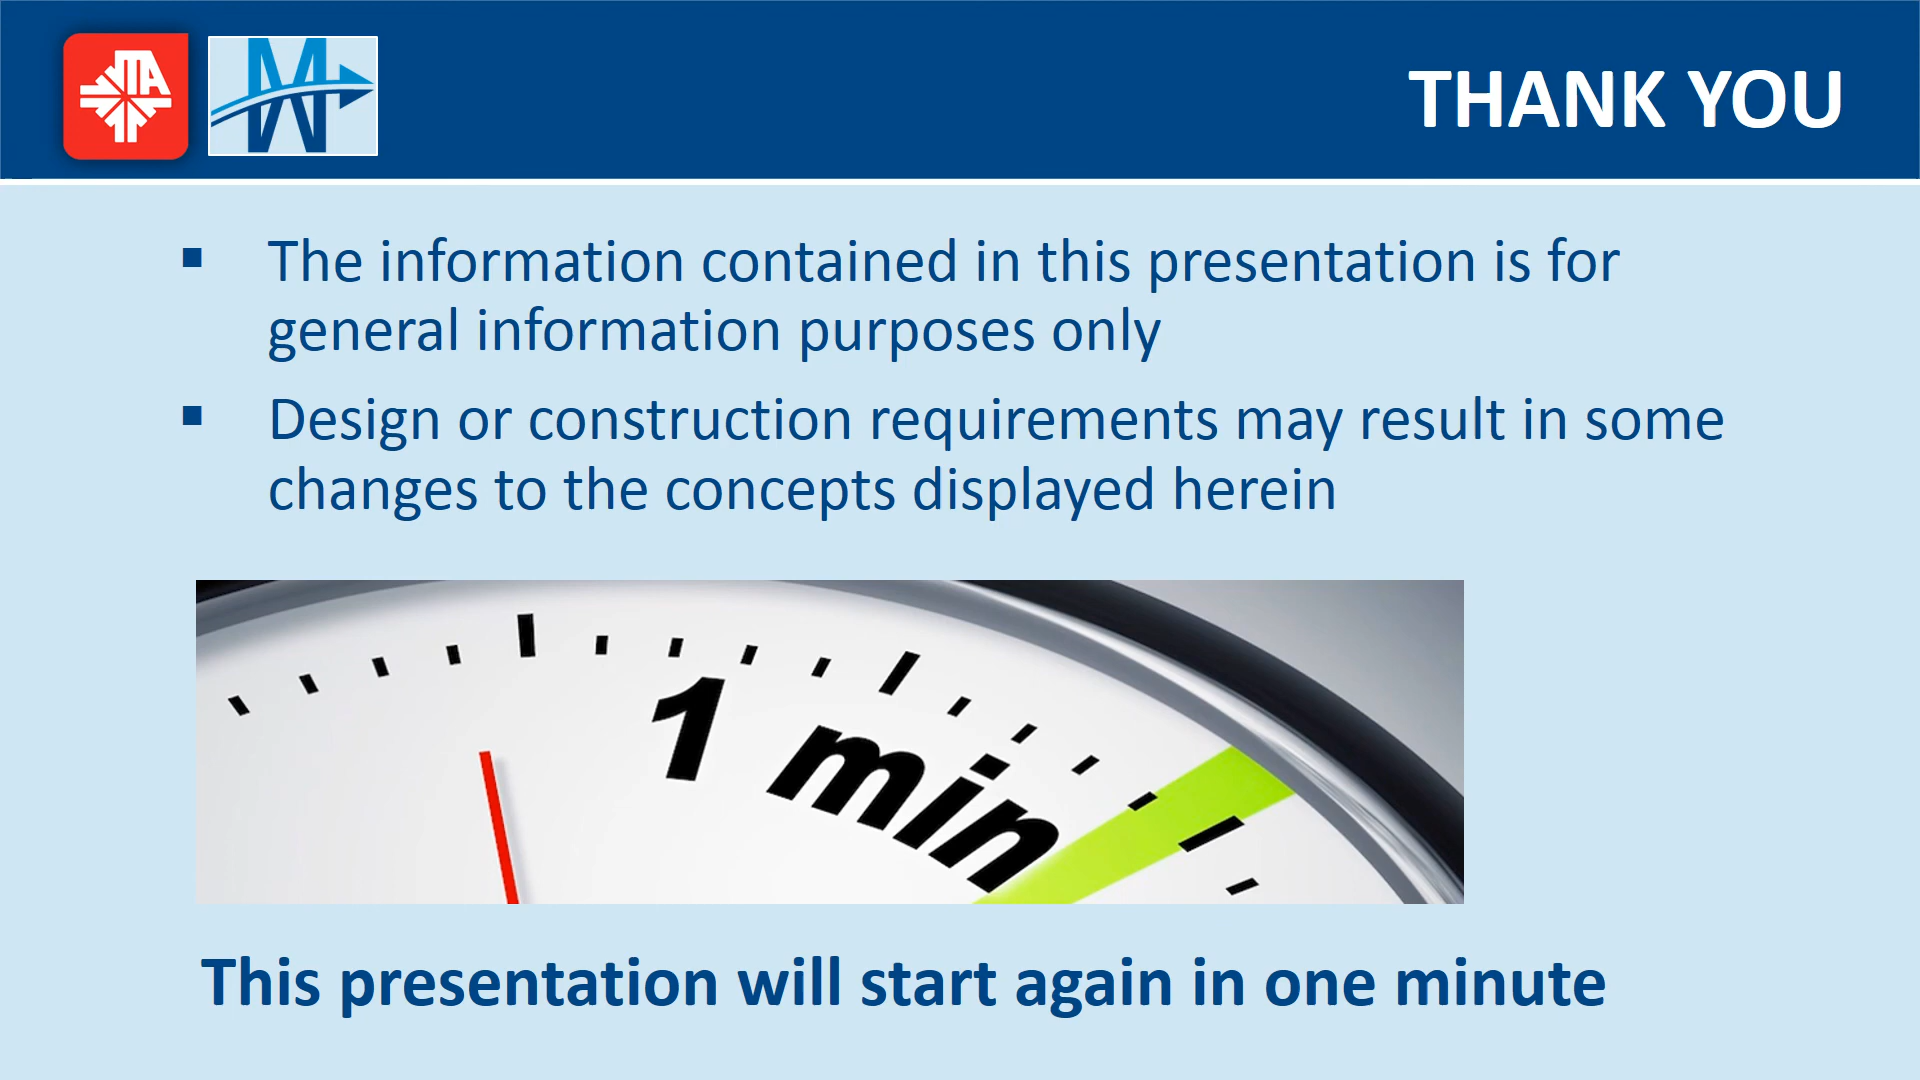 JTA
THANK YOU
▪ The information contained in this presentation is for
general information purposes only
▪ Design or construction requirements may result in some
changes to the concepts displayed herein
1 min
This presentation will start again in one minute